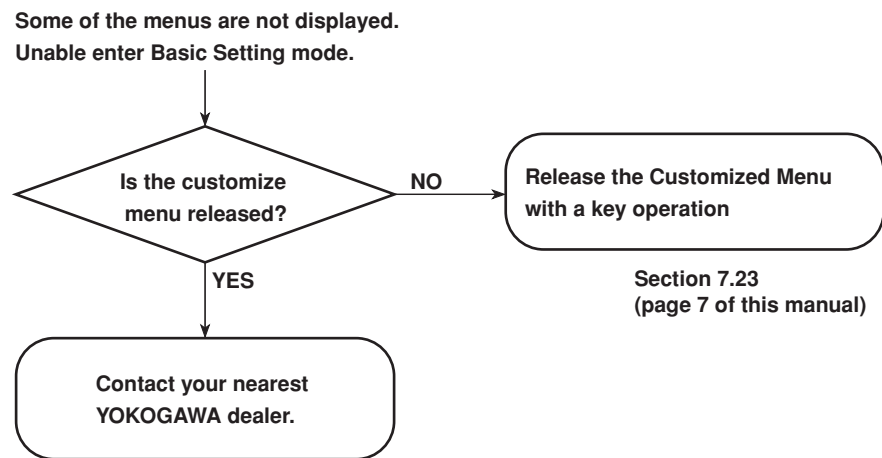 Some of the menus are not displayed.
Unable enter Basic Setting mode.
Is the customize
menu released?
NO
Release the Customized Menu
with a key operation
YES
Section 7.23
(page 7 of this manual)
Contact your nearest
YOKOGAWA dealer.